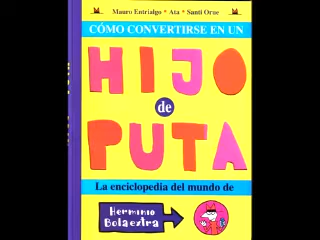 Mauro Entrialgo • Ata • Santi Orue
CÓMO CONVERTIRSE EN UN
HIJO
de
PUTA
La enciclopedia del mundo de
Herminio
Bolaextra